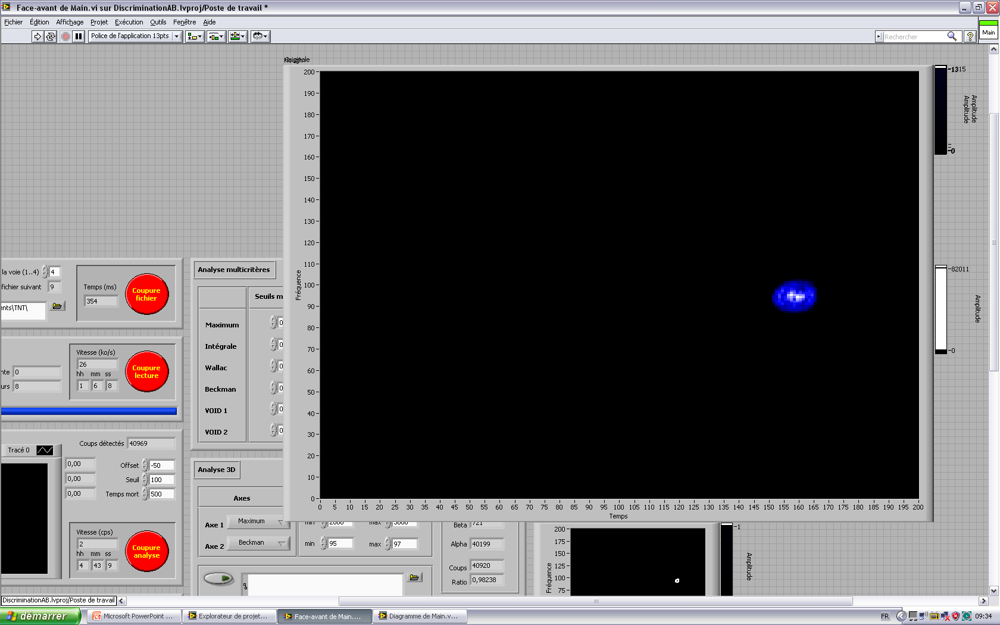 Face-avant de Main.vi sur DiscriminationAB.lvproj/Poste de travail *
Fichier Édition Affichage Projet Exécution Outils Fenêtre Aide
Police de l'application 13pts
Rechercher
?
Main
Originale
200
190
180
170
160
150
140
130
120
110
100
90
80
70
60
50
40
30
20
10
0
Fréquence
0 5 10 15 20 25 30 35 40 45 50 55 60 65 70 75 80 85 90 95 100 105 110 115 120 125 130 135 140 145 150 155 160 165 170 175 180 185 190 195 200
Temps
-1315
-0
Amplitude
Amplitude
-82011
-0
Amplitude
la voie (1..4) 4
fichier suivant 9
ents\TNT\
Temps (ms)
354
Coupure
fichier
Analyse multicritères
Seuils m
Maximum 0
Intégrale 0
Wallac 0
Beckman 0
VOID 1 0
VOID 2 0
nte 0
urs 8
Vitesse (ko/s)
26
hh mm ss
1 6 8
Coupure
lecture
Tracé 0
Coups détectés 40969
0,00
0,00
0,00
Offset -50
Seuil 100
Temps mort 500
Vitesse (cps)
2
hh mm ss
4 43 9
Coupure
analyse
Analyse 3D
Axes
Axe 1 Maximum
Axe 2 Beckman
min 2000 max 3000
min 95 max 97
Beta 721
Alpha 40199
Coups 40920
Ratio 0,98238
200
175
150
125
100
75
Fréquence
-1
Amplitude
DiscriminationAB.lvproj/Poste de travail
démarrer
Microsoft PowerPoint ...
Explorateur de projet...
Face-avant de Main....
Diagramme de Main.v...
FR
09:34